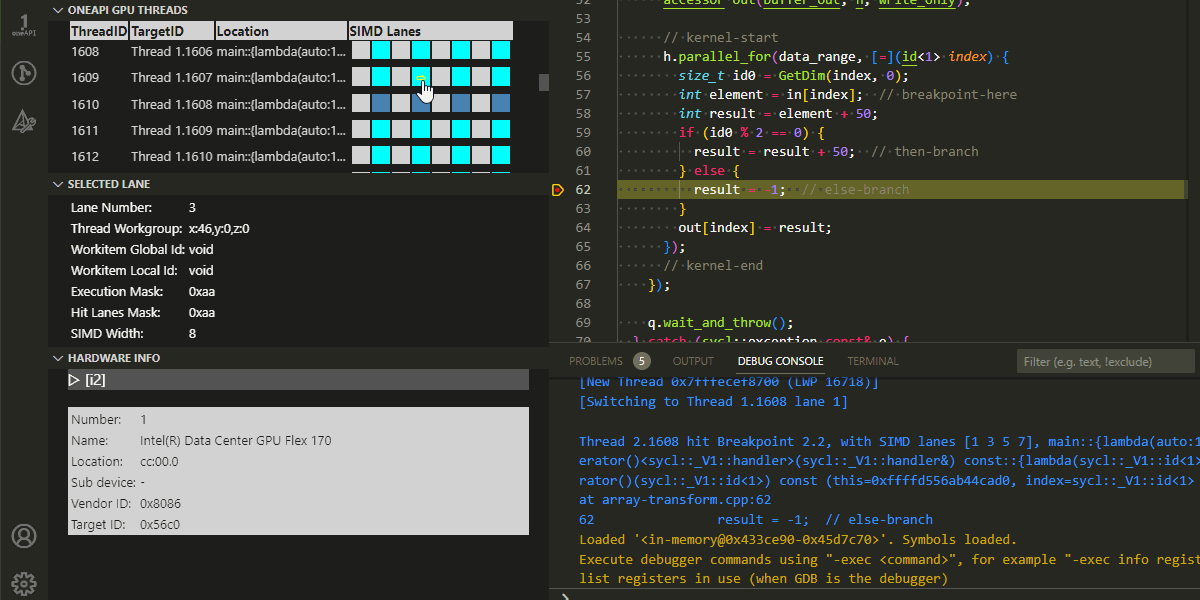 1
oneAPI
ONEAPI GPU THREADS
ThreadID TargetID Location SIMD Lanes
1608 Thread 1.1606 main::{lambda(auto:1...
1609 Thread 1.1607 main::{lambda(auto:1...
1610 Thread 1.1608 main::{lambda(auto:1...
1611 Thread 1.1609 main::{lambda(auto:1...
1612 Thread 1.1610 main::{lambda(auto:1...
SELECTED LANE
Lane Number: 3
Thread Workgroup: x:46,y:0,z:0
Workitem Global Id: void
Workitem Local Id: void
Execution Mask: 0xaa
Hit Lanes Mask: 0xaa
SIMD Width: 8
HARDWARE INFO
[i2]
Number: 1
Name: Intel(R) Data Center GPU Flex 170
Location: cc:00.0
Sub device: -
Vendor ID: 0x8086
Target ID: 0x56c0
52 accessor out(buffer_out, h, write_only);
53
54 // kernel-start
55 h.parallel_for(data_range, [=](id<1> index) {
56 size_t id0 = GetDim(index, 0);
57 int element = in[index]; // breakpoint-here
58 int result = element + 50;
59 if (id0 % 2 == 0) {
60 result = result + 50; // then-branch
61 } else {
62 result = -1; // else-branch
63 }
64 out[index] = result;
65 });
66 // kernel-end
67 });
68
69 q.wait_and_throw();
70 } catch (sycl::exception const& e) {
PROBLEMS 5 OUTPUT DEBUG CONSOLE TERMINAL Filter (e.g. text, !exclude)
[New Thread 0x7fffecef8700 (LWP 16718)]
[Switching to Thread 1.1608 lane 1]
Thread 2.1608 hit Breakpoint 2.2, with SIMD lanes [1 3 5 7], main::{lambda(auto:1
erator()<sycl::_V1::handler>(sycl::_V1::handler&) const::{lambda(sycl::_V1::id<1>
rator()(sycl::_V1::id<1>) const (this=0xffffd556ab44cad0, index=sycl::_V1::id<1>
at array-transform.cpp:62
62 result = -1; // else-branch
Loaded '<in-memory@0x433ce90-0x45d7c70>'. Symbols loaded.
Execute debugger commands using "-exec <command>", for example "-exec info regist
list registers in use (when GDB is the debugger)